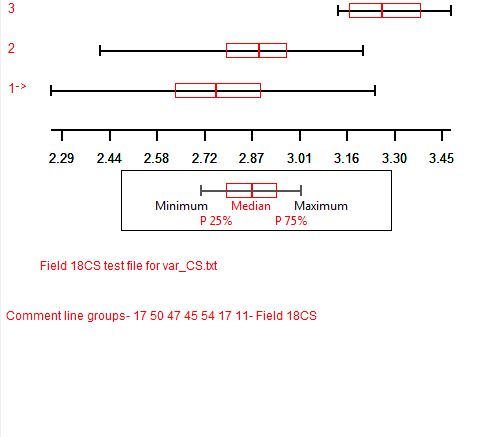 3
2
1->
2.29 2.44 2.58 2.72 2.87 3.01 3.16 3.30 3.45
Minimum Median Maximum
P 25% P 75%
Field 18CS test file for var_CS.txt
Comment line groups- 17 50 47 45 54 17 11- Field 18CS